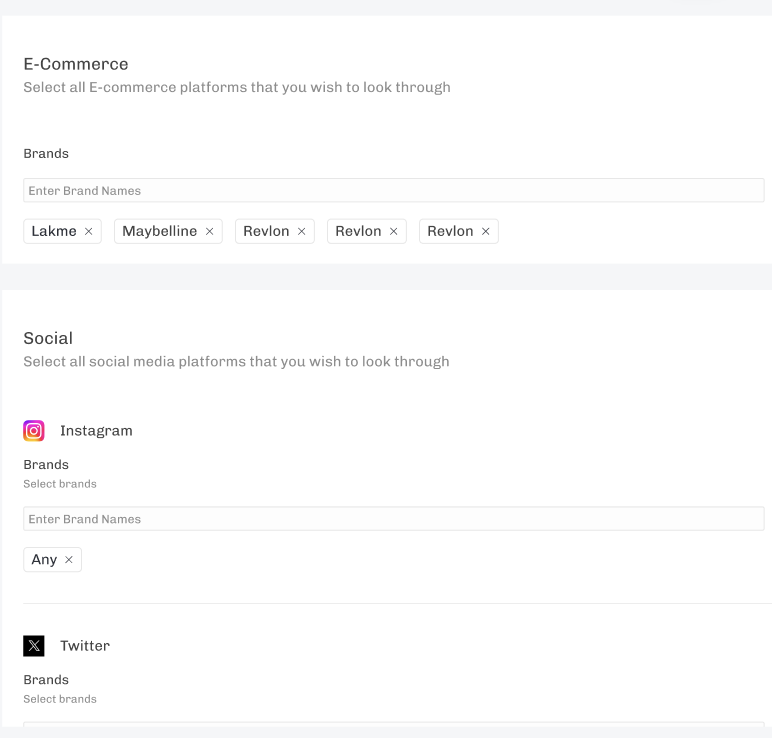 E-Commerce
Select all E-commerce platforms that you wish to look through
Brands
Enter Brand Names
Lakme × Maybelline × Revlon × Revlon × Revlon ×
Social
Select all social media platforms that you wish to look through
Instagram
Brands
Select brands
Enter Brand Names
Any ×
Twitter
Brands
Select brands